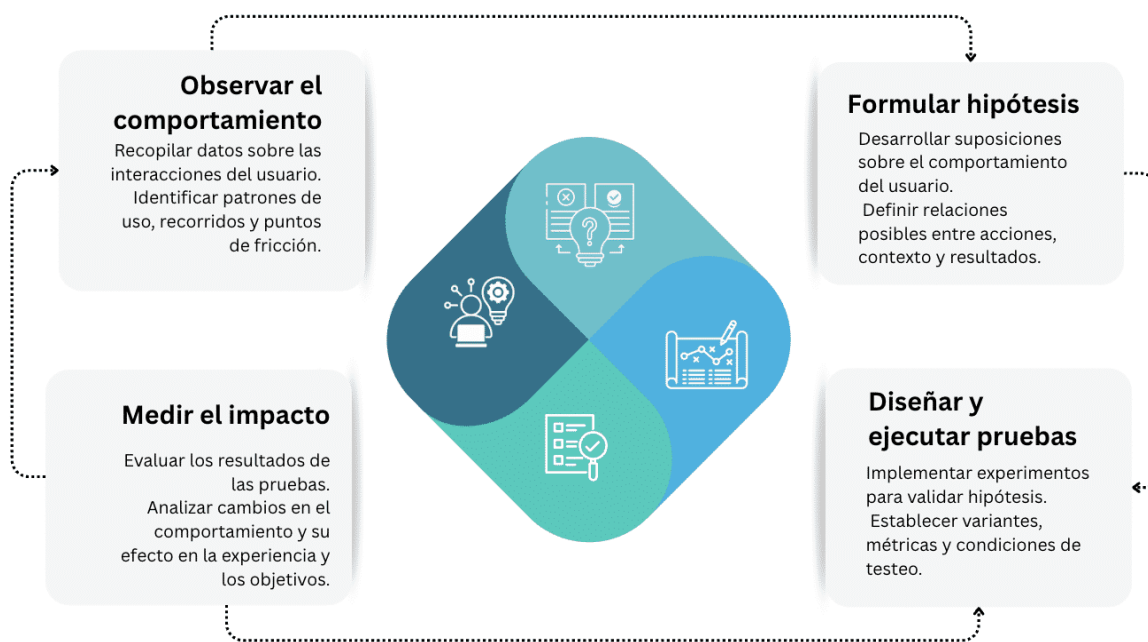 Observar el
comportamiento
Recopilar datos sobre las
interacciones del usuario.
Identificar patrones de
uso, recorridos y puntos
de fricción.
Formular hipótesis
Desarrollar suposiciones
sobre el comportamiento
del usuario.
Definir relaciones
posibles entre acciones,
contexto y resultados.
Medir el impacto
Evaluar los resultados de
las pruebas.
Analizar cambios en el
comportamiento y su
efecto en la experiencia y
los objetivos.
Diseñar y
ejecutar pruebas
Implementar experimentos
para validar hipótesis.
Establecer variantes,
métricas y condiciones de
testeo.
?